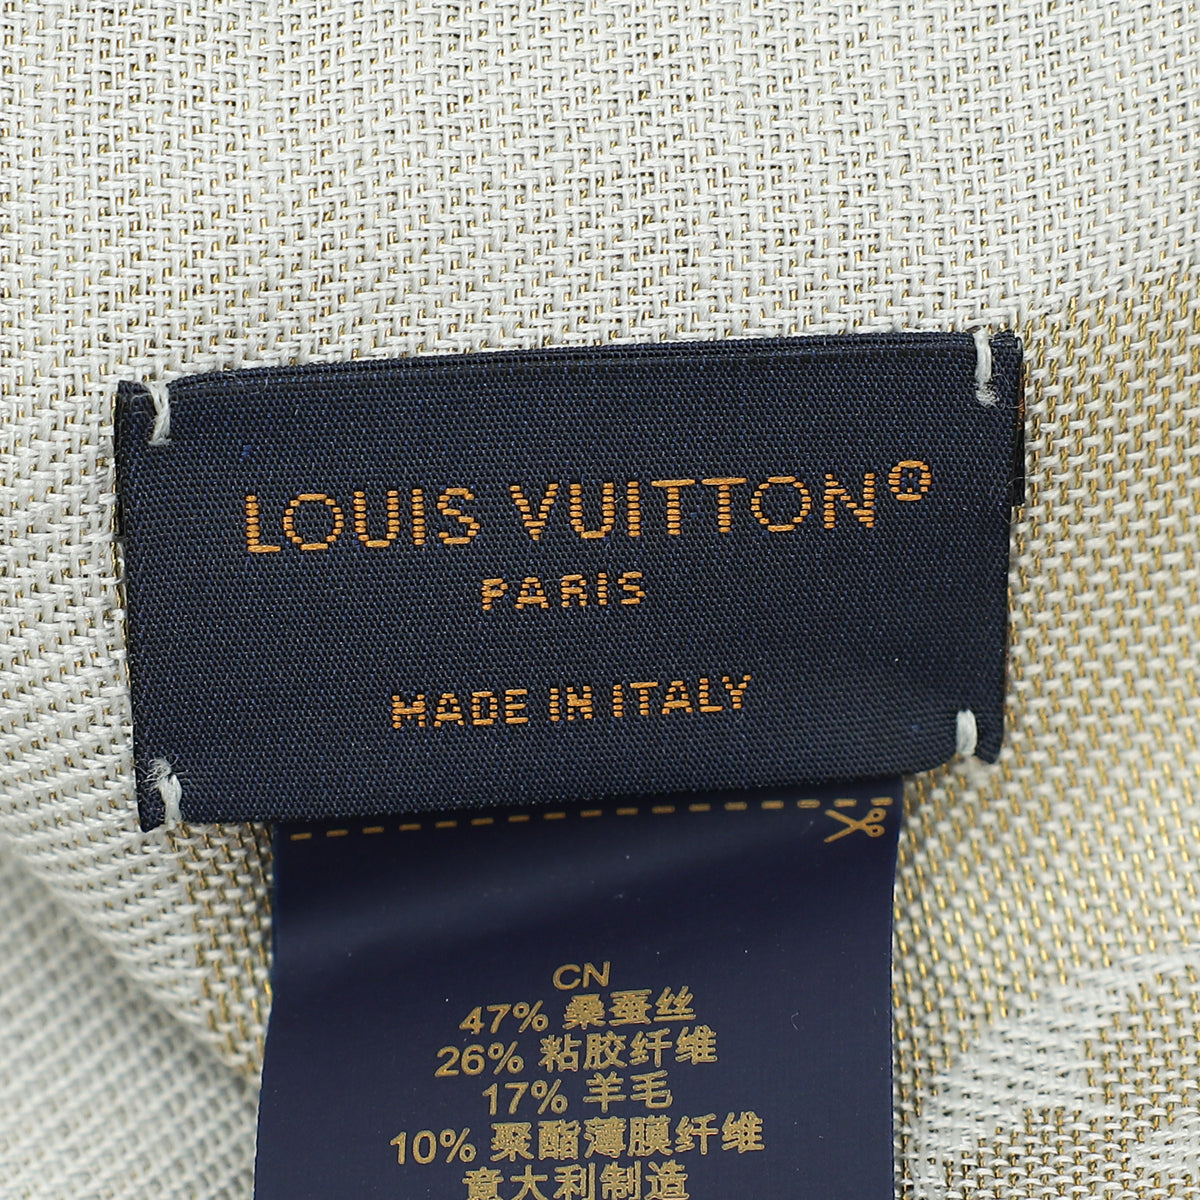 LOUIS VUITTON®
PARIS
MADE IN ITALY
CN
47% 桑蚕丝
26% 粘胶纤维
17% 羊毛
10% 聚酯薄膜纤维
意大利制造